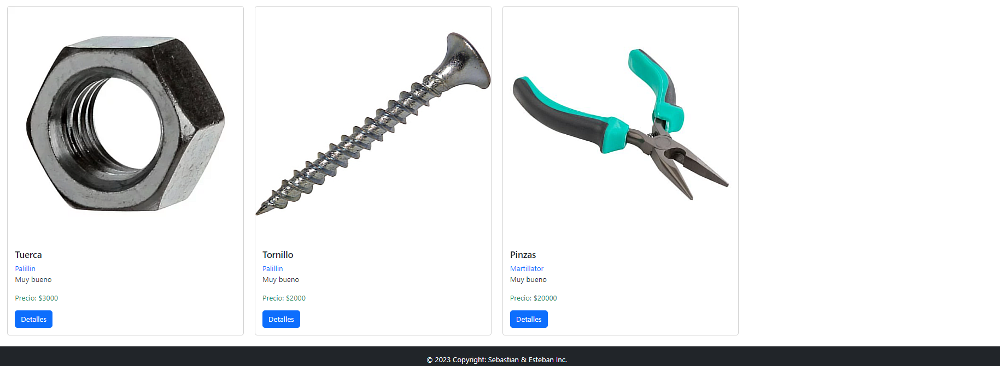 Tuerca
Palillin
Muy bueno
Precio: $3000
Detalles
Tornillo
Palillin
Muy bueno
Precio: $2000
Detalles
Pinzas
Martillator
Muy bueno
Precio: $20000
Detalles
© 2023 Copyright: Sebastian & Esteban Inc.